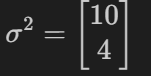 σ² = [10
4]